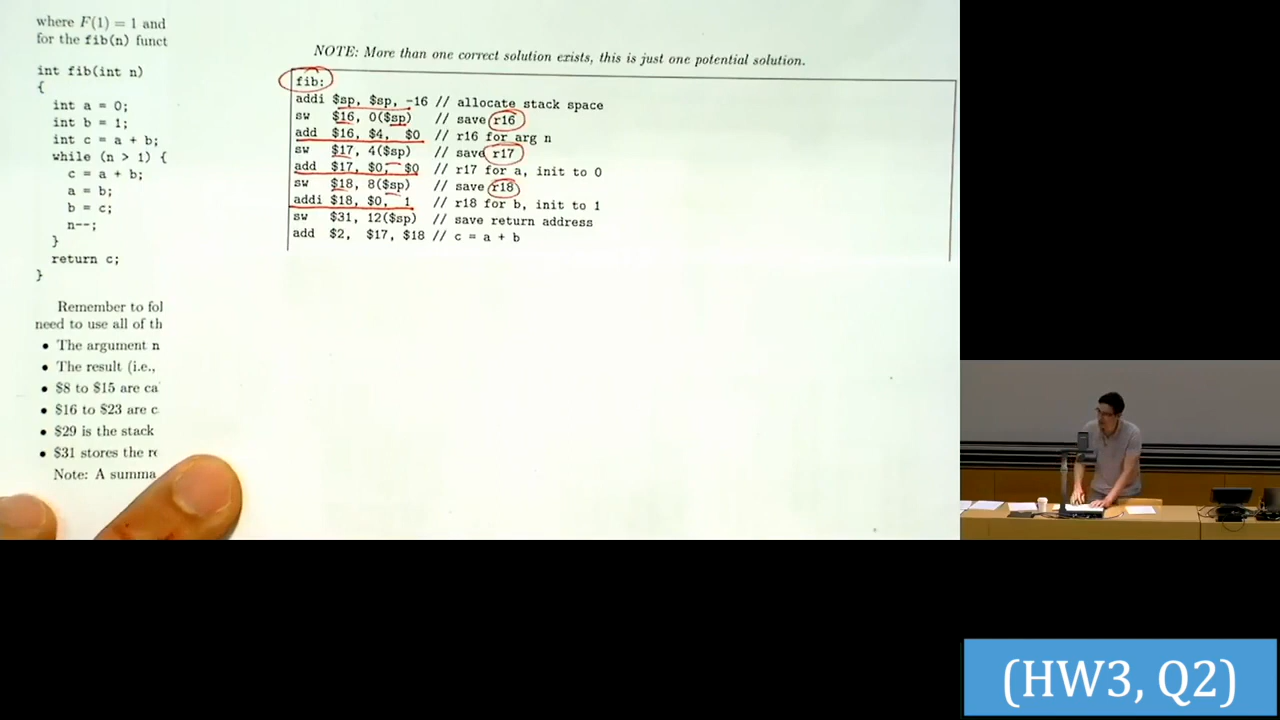 where F(1) = 1 and
for the fib(n) funct
int fib(int n)
{
int a = 0;
int b = 1;
int c = a + b;
while (n > 1) {
c = a + b;
a = b;
b = c;
n--;
}
return c;
}
Remember to fol
need to use all of th
• The argument n
• The result (i.e.,
• $8 to $15 are ca
• $16 to $23 are c
• $29 is the stack
• $31 stores the re
Note: A summa
NOTE: More than one correct solution exists, this is just one potential solution.
fib:
addi $sp, $sp, -16 // allocate stack space
sw $16, 0($sp) // save r16
add $16, $4, $0 // r16 for arg n
sw $17, 4($sp) // save r17
add $17, $0, $0 // r17 for a, init to 0
sw $18, 8($sp) // save r18
addi $18, $0, 1 // r18 for b, init to 1
sw $31, 12($sp) // save return address
add $2, $17, $18 // c = a + b
(HW3, Q2)